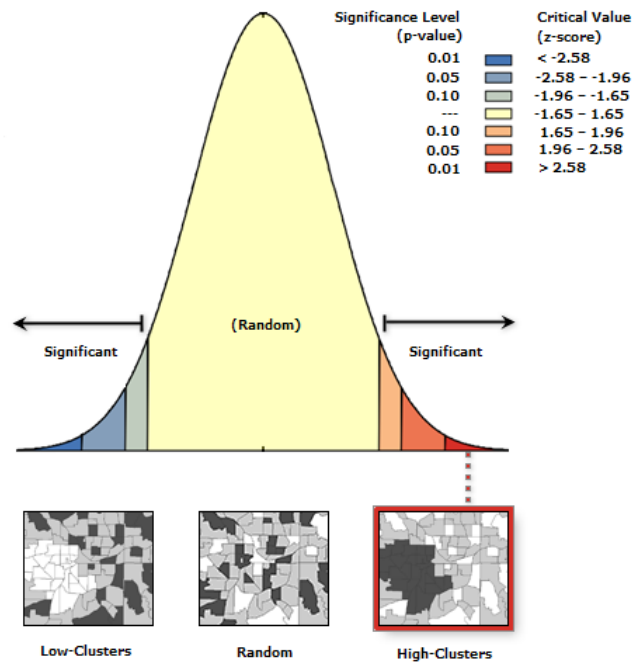 Significance Level Critical Value
(p-value) (z-score)
0.01 < -2.58
0.05 -2.58 – -1.96
0.10 -1.96 – -1.65
--- -1.65 – 1.65
0.10 1.65 – 1.96
0.05 1.96 – 2.58
0.01 > 2.58
(Random)
Significant Significant
Low-Clusters Random High-Clusters